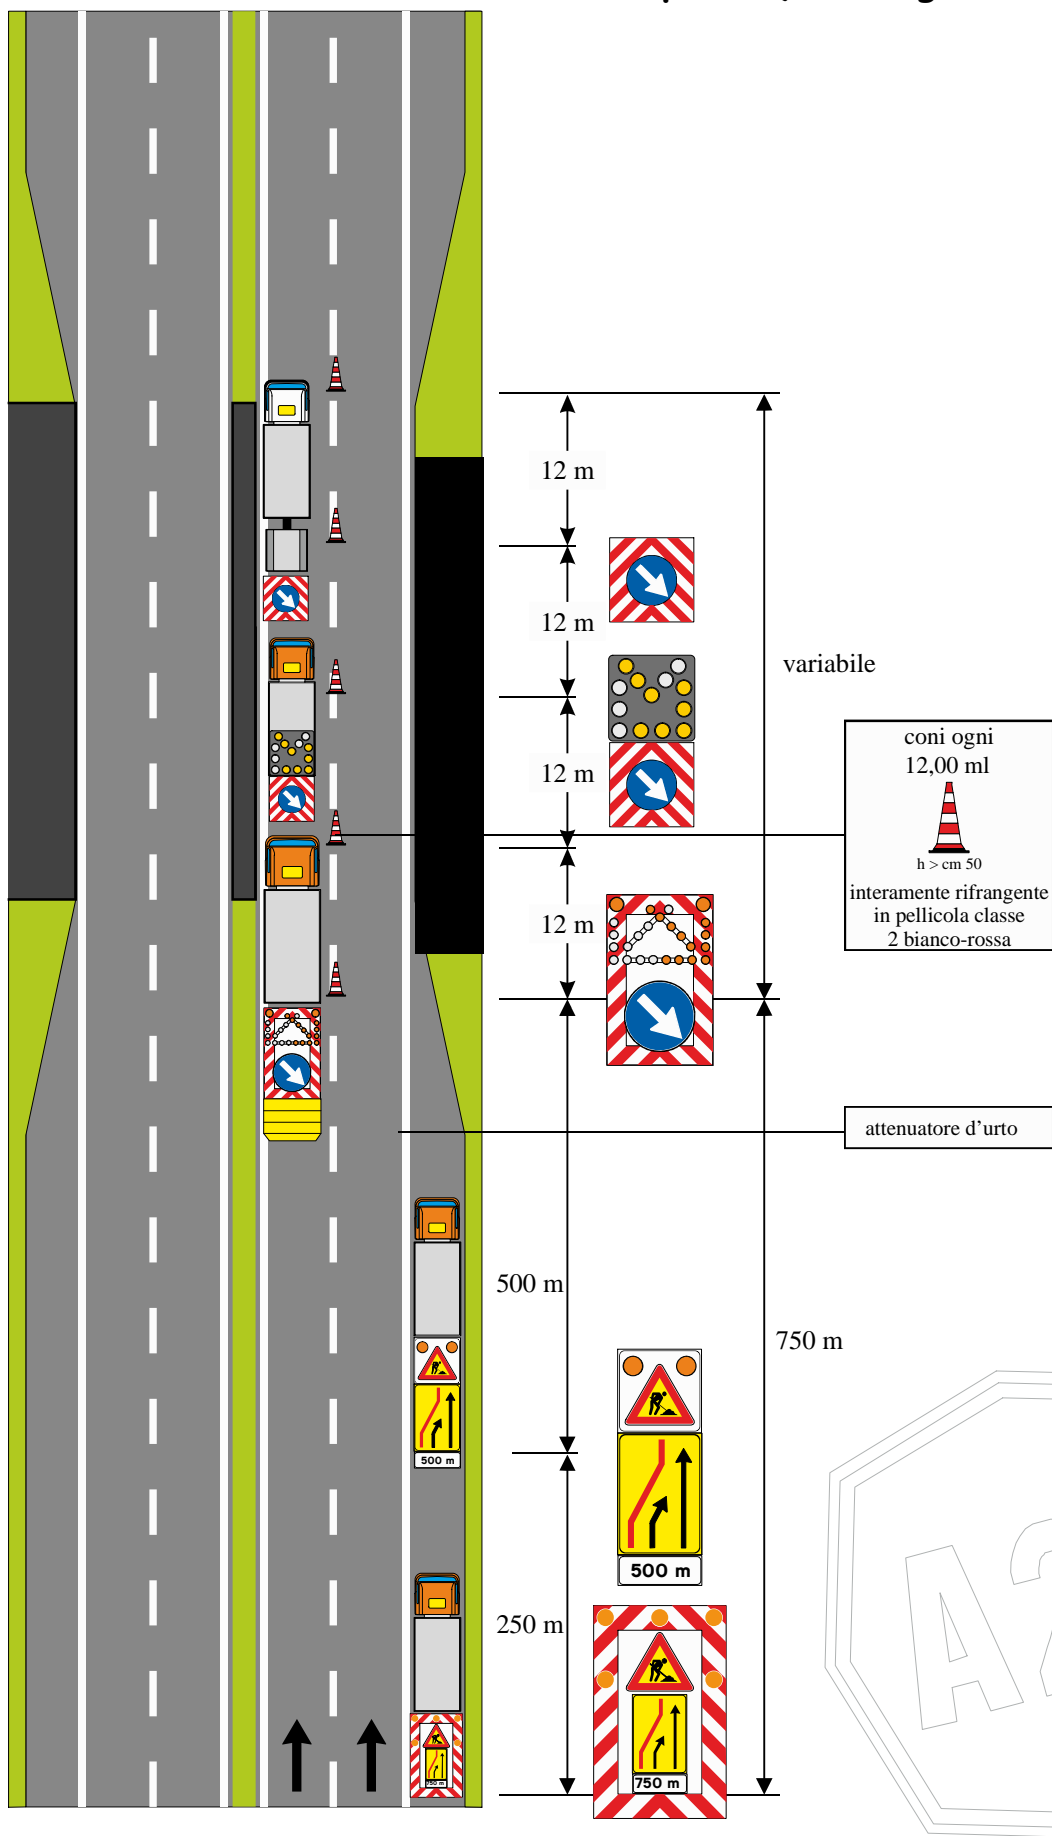 12 m
12 m
variabile
coni ogni
12,00 ml
12 m
h > cm 50
interamente rifrangente
in pellicola classe
2 bianco-rossa
12 m
attenuatore d’urto
500 m
750 m
500 m
500 m
250 m
750 m
750 m